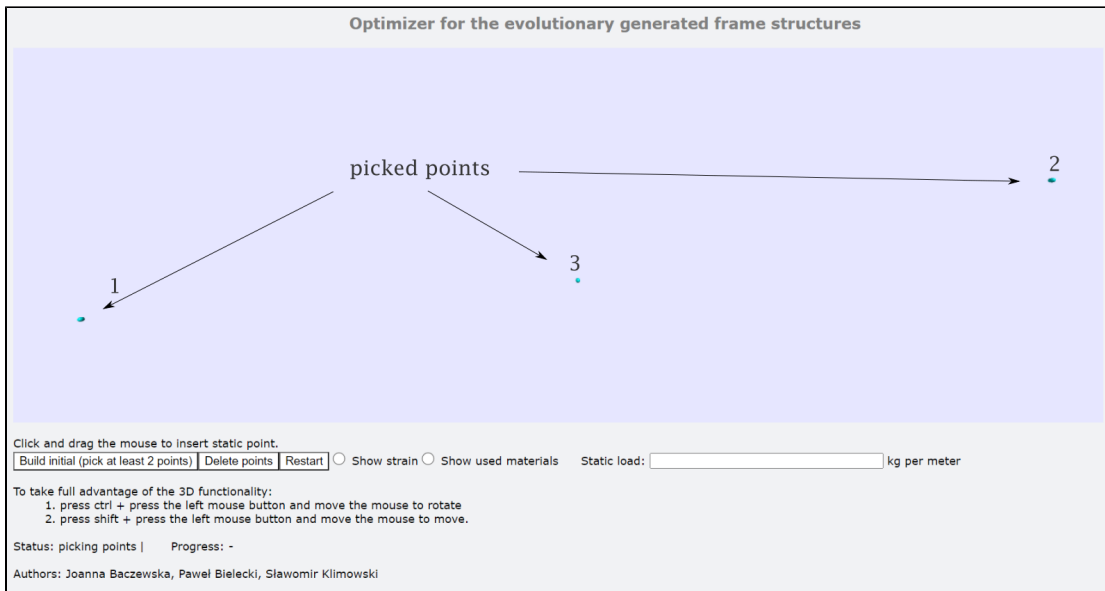 Optimizer for the evolutionary generated frame structures
picked points
2
3
1
Click and drag the mouse to insert static point.
Build initial (pick at least 2 points) Delete points Restart Show strain Show used materials Static load: kg per meter
To take full advantage of the 3D functionality:
1. press ctrl + press the left mouse button and move the mouse to rotate
2. press shift + press the left mouse button and move the mouse to move.
Status: picking points | Progress: -
Authors: Joanna Baczewska, Paweł Bielecki, Sławomir Klimowski